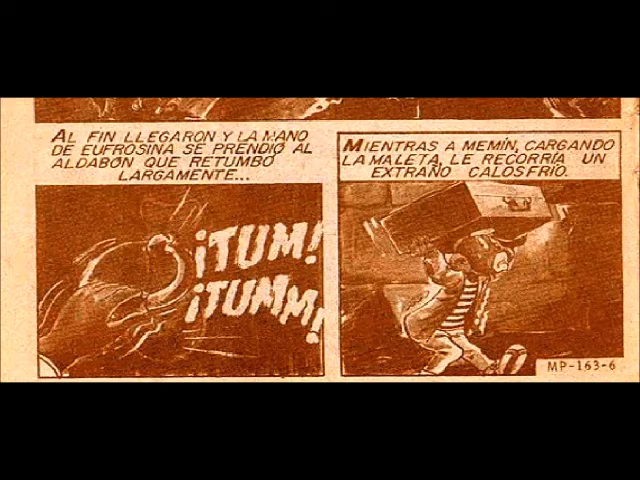 AL FIN LLEGARON Y LA MANO
DE EUFROSINA SE PRENDIÓ AL
ALDABÓN QUE RETUMBÓ
LARGAMENTE...
¡TUM!
¡TUMM!
MIENTRAS A MEMÍN, CARGANDO
LA MALETA, LE RECORRÍA UN
EXTRAÑO CALOSFRÍO.
MP-163-6